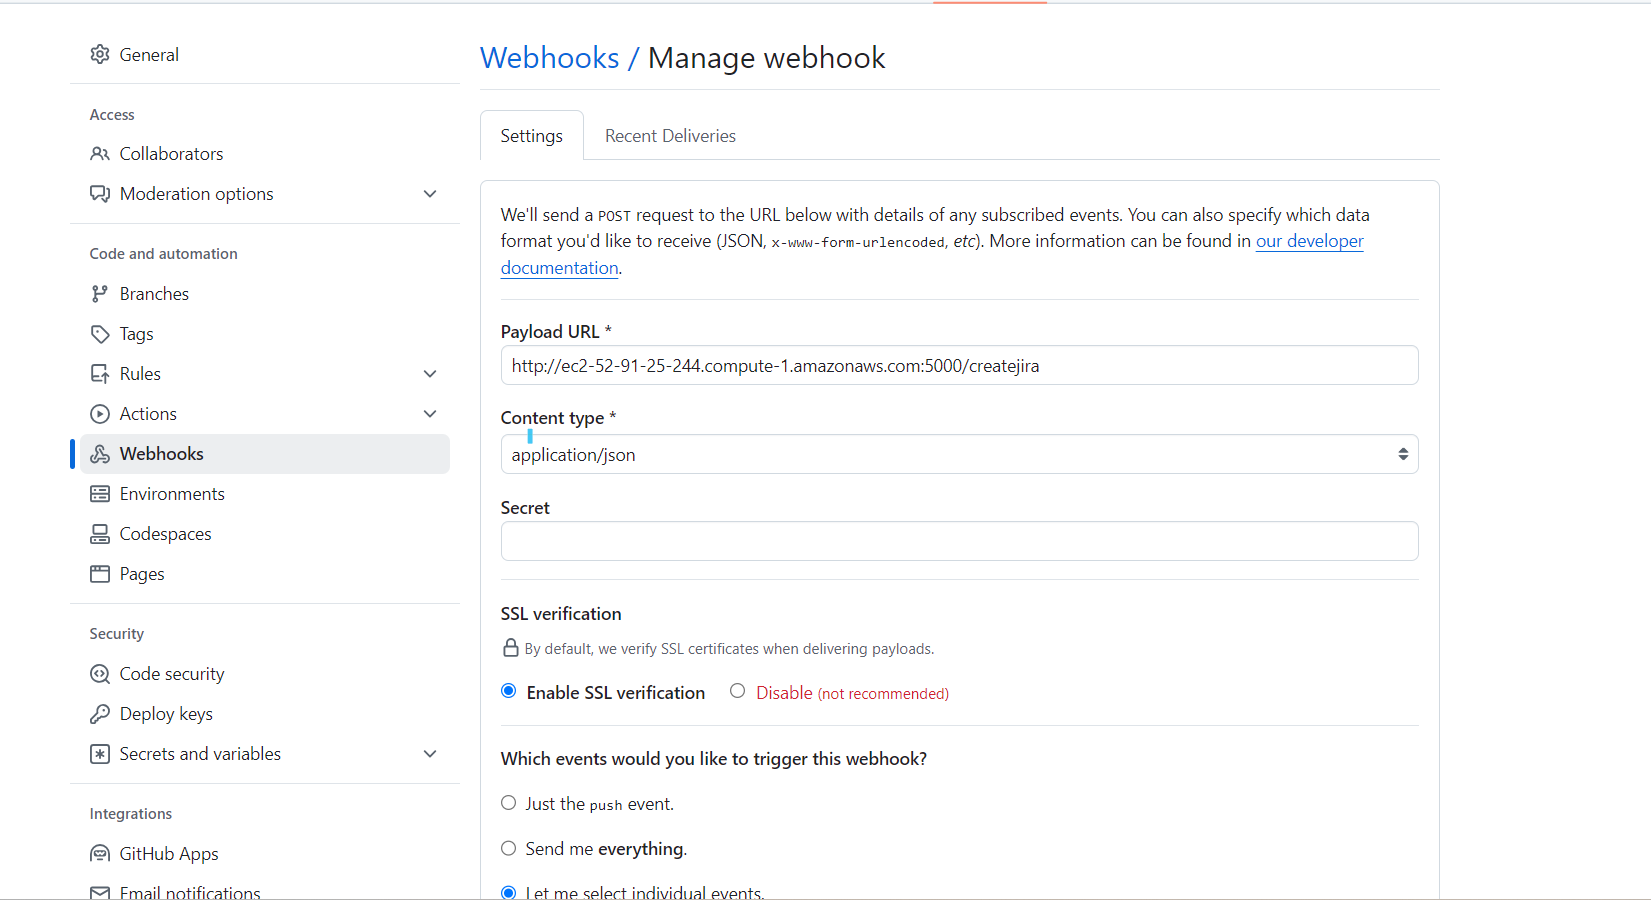 General
Access
Collaborators
Moderation options
Code and automation
Branches
Tags
Rules
Actions
Webhooks
Environments
Codespaces
Pages
Security
Code security
Deploy keys
Secrets and variables
Integrations
GitHub Apps
Email notifications
Webhooks / Manage webhook
Settings
Recent Deliveries
We'll send a POST request to the URL below with details of any subscribed events. You can also specify which data
format you'd like to receive (JSON, x-www-form-urlencoded, etc). More information can be found in our developer
documentation.
Payload URL *
http://ec2-52-91-25-244.compute-1.amazonaws.com:5000/createjira
Content type *
application/json
Secret
SSL verification
By default, we verify SSL certificates when delivering payloads.
Enable SSL verification
Disable (not recommended)
Which events would you like to trigger this webhook?
Just the push event.
Send me everything.
Let me select individual events.